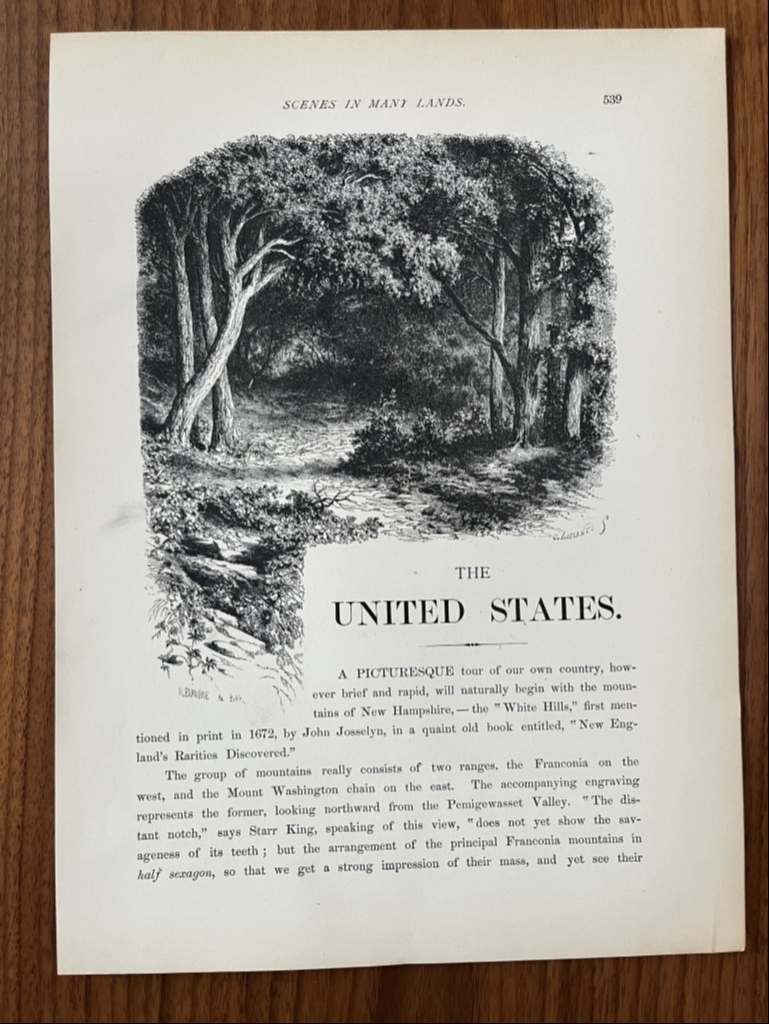 SCENES IN MANY LANDS.
539
THE
UNITED STATES.
A PICTURESQUE tour of our own country, how-
ever brief and rapid, will naturally begin with the moun-
tains of New Hampshire, — the "White Hills," first men-
tioned in print in 1672, by John Josselyn, in a quaint old book entitled, "New Eng-
land's Rarities Discovered."
The group of mountains really consists of two ranges, the Franconia on the
west, and the Mount Washington chain on the east. The accompanying engraving
represents the former, looking northward from the Pemigewasset Valley. "The dis-
tant notch," says Starr King, speaking of this view, "does not yet show the sav-
ageness of its teeth; but the arrangement of the principal Franconia mountains in
half sexagon, so that we get a strong impression of their mass, and yet see their